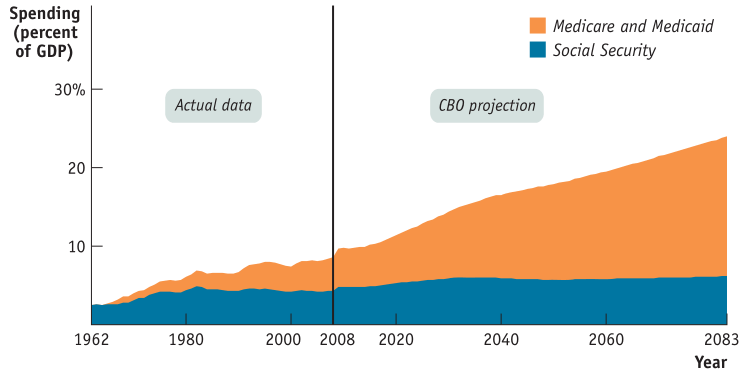 Spending
(percent
of GDP)
Medicare and Medicaid
Social Security
30%
Actual data
CBO projection
20
10
1962
1980
2000
2008
2020
2040
2060
2083
Year